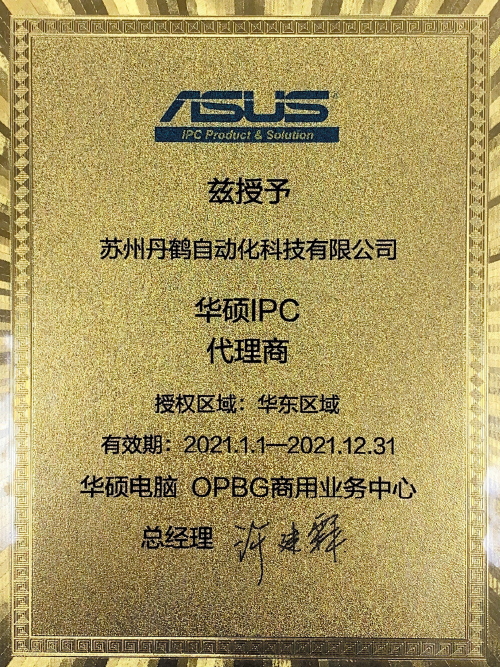 ASUS
IPC Product & Solution
兹授予
苏州丹鹤自动化科技有限公司
华硕IPC
代理商
授权区域：华东区域
有效期：2021.1.1—2021.12.31
华硕电脑 OPBG商用业务中心
总经理